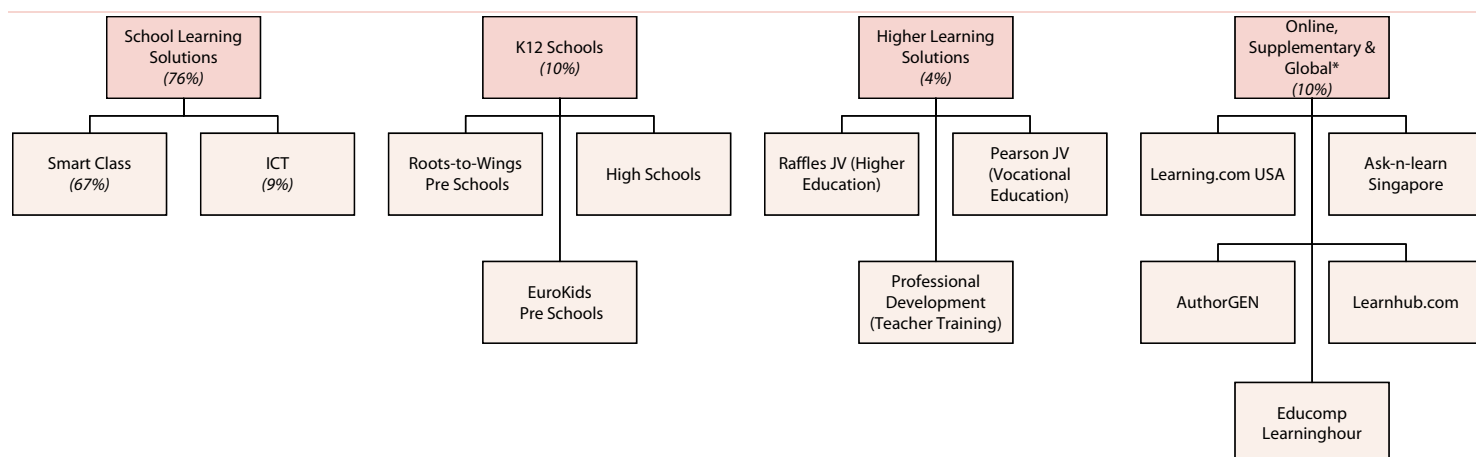 School Learning
Solutions
(76%)
K12 Schools
(10%)
Higher Learning
Solutions
(4%)
Online,
Supplementary &
Global*
(10%)
Smart Class
(67%)
ICT
(9%)
Roots-to-Wings
Pre Schools
High Schools
Raffles JV (Higher
Education)
Pearson JV
(Vocational
Education)
Learning.com USA
Ask-n-learn
Singapore
EuroKids
Pre Schools
Professional
Development
(Teacher Training)
AuthorGEN
Learnhub.com
Educomp
Learninghour